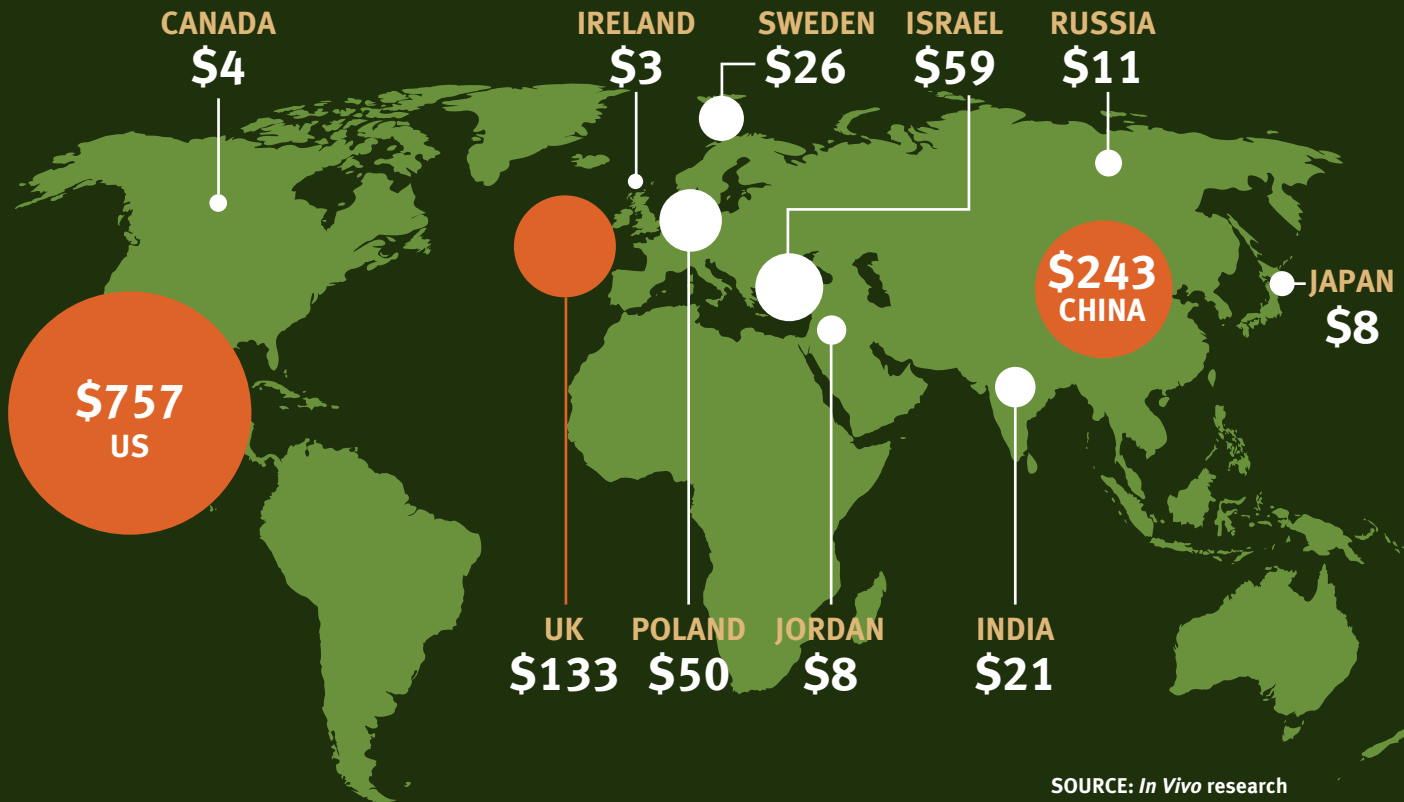 CANADA
$4
IRELAND
$3
SWEDEN
$26
ISRAEL
$59
RUSSIA
$11
$243
CHINA
JAPAN
$8
$757
US
UK
$133
POLAND
$50
JORDAN
$8
INDIA
$21
SOURCE: In Vivo research